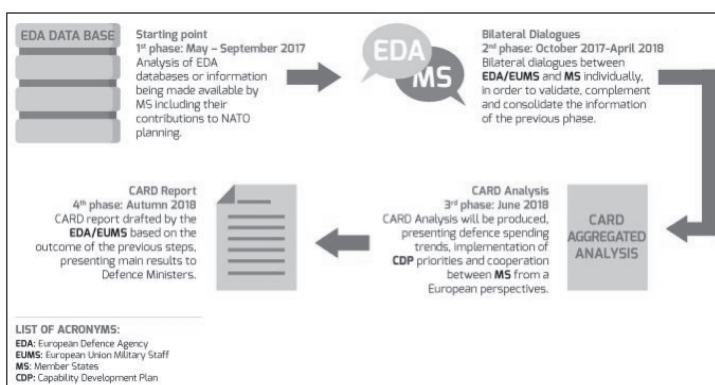 EDA DATA BASE
Starting point
1st phase: May – September 2017
Analysis of EDA
databases or information
being made available by
MS including their
contributions to NATO
planning.
EDA
MS
Bilateral Dialogues
2nd phase: October 2017-April 2018
Bilateral dialogues between
EDA/EUMS and MS individually,
in order to validate, complement
and consolidate the information
of the previous phase.
CARD Report
4th phase: Autumn 2018
CARD report drafted by the
EDA/EUMS based on the
outcome of the previous steps,
presenting main results to
Defence Ministers.
CARD Analysis
3rd phase: June 2018
CARD Analysis will be produced,
presenting defence spending
trends, implementation of
CDP priorities and cooperation
between MS from a
European perspectives.
CARD
AGGREGATED
ANALYSIS
LIST OF ACRONYMS:
EDA: European Defence Agency
EUMS: European Union Military Staff
MS: Member States
CDP: Capability Development Plan